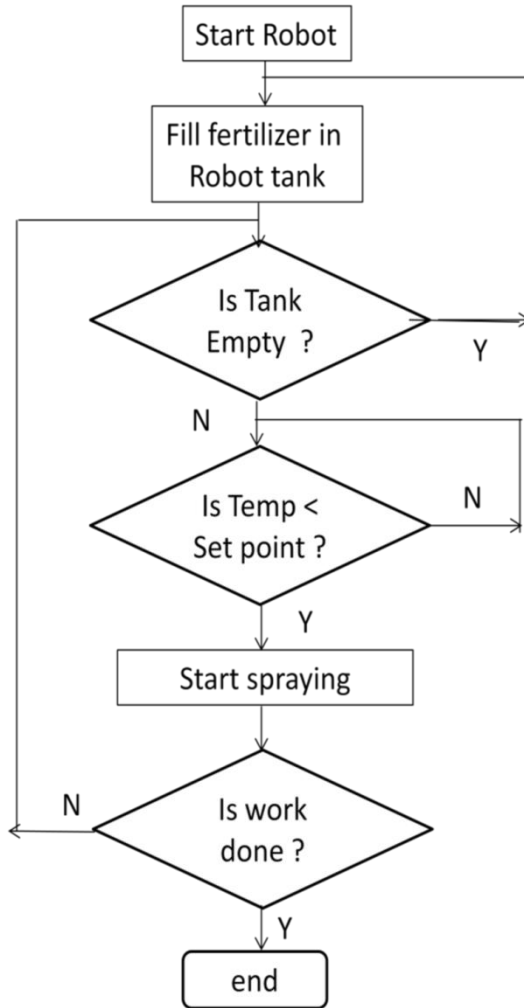 Start Robot
Fill fertilizer in
Robot tank
Is Tank
Empty ?
Y
N
Is Temp <
Set point ?
N
Y
Start spraying
Is work
done ?
N
Y
end